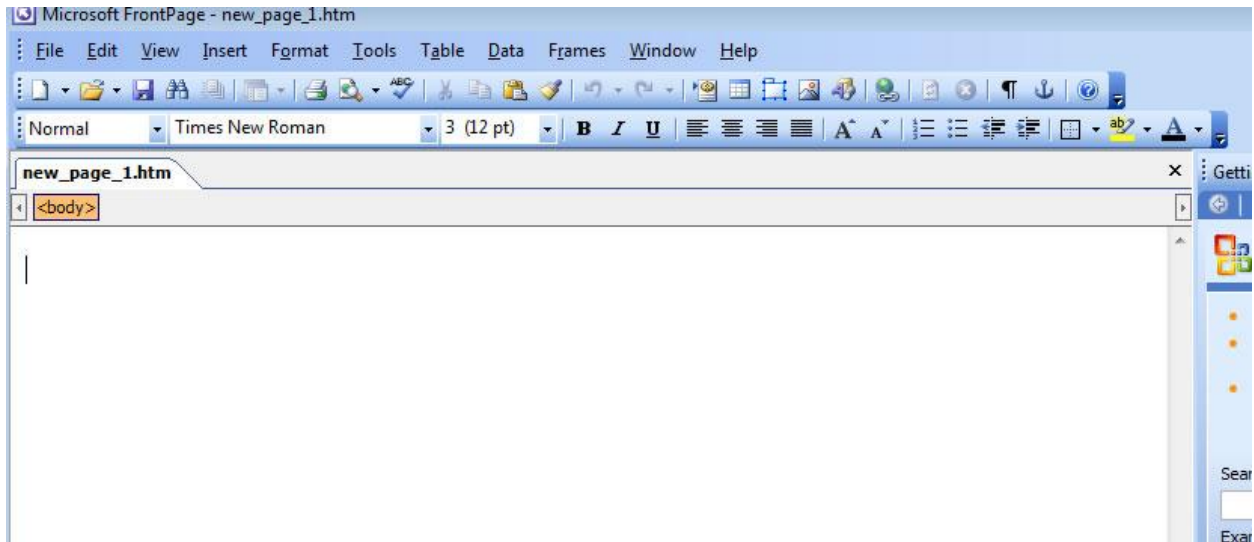 Microsoft FrontPage - new_page_1.htm
File Edit View Insert Format Tools Table Data Frames Window Help
Normal Times New Roman 3 (12 pt) B I U A A ab A
new_page_1.htm
Getti
<body>
Sear
Exar